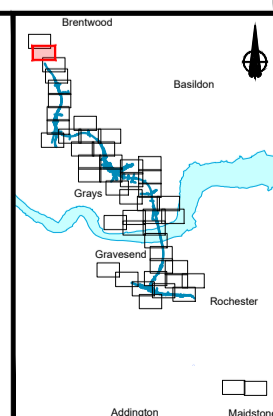 Brentwood
Basildon
Grays
Gravesend
Rochester
Addington
Maidstone